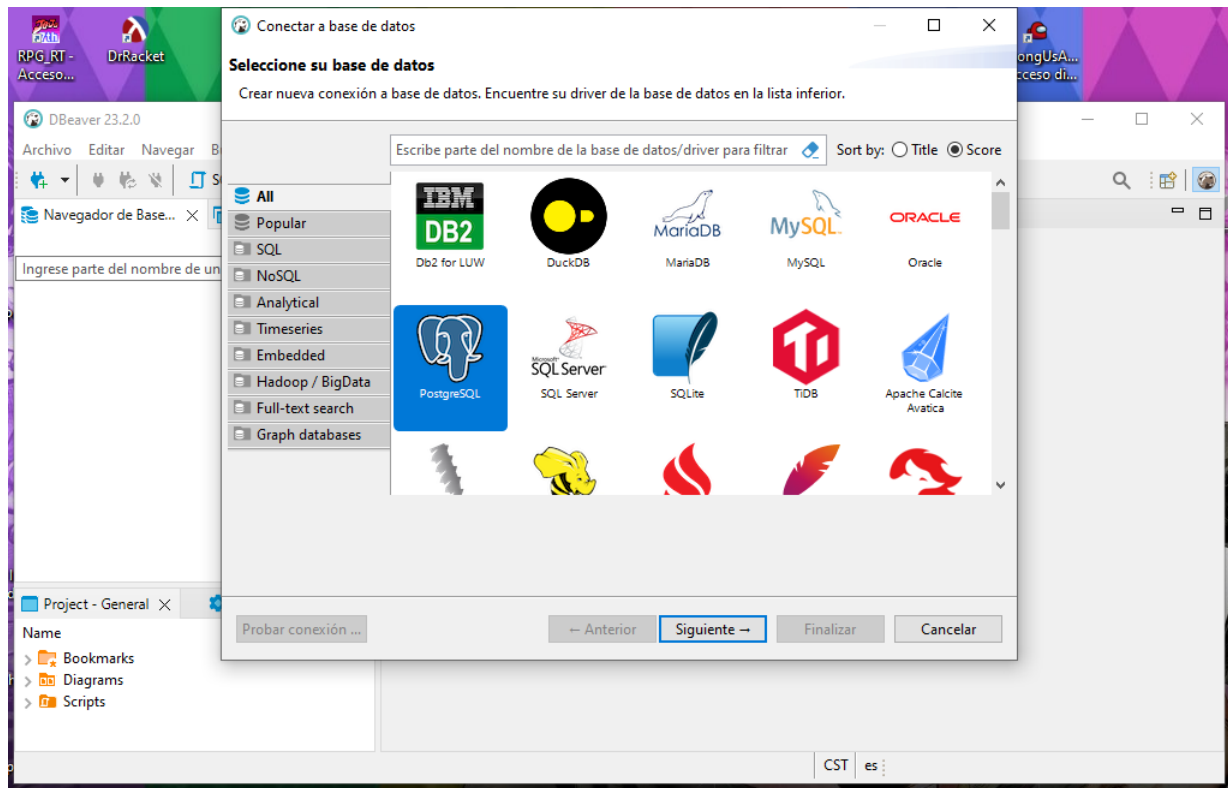 RPG_RT -
Acceso...
DrRacket
Conectar a base de datos
Seleccione su base de datos
Crear nueva conexión a base de datos. Encuentre su driver de la base de datos en la lista inferior.
DBeaver 23.2.0
Archivo Editar Navegar
Navegador de Base...
Escribe parte del nombre de la base de datos/driver para filtrar
Sort by: Title Score
All
Popular
SQL
NoSQL
Analytical
Timeseries
Embedded
Hadoop / BigData
Full-text search
Graph databases
IBM
DB2
Db2 for LUW
DuckDB
MariaDB
MariaDB
MySQL
MySQL
ORACLE
Oracle
PostgreSQL
Microsoft
SQL Server
SQL Server
SQLite
TiDB
Apache Calcite
Avatica
Ingrese parte del nombre de un
Project - General
Name
Bookmarks
Diagrams
Scripts
Probar conexión ...
← Anterior
Siguiente →
Finalizar
Cancelar
ongUsA...
cceso di...
CST es